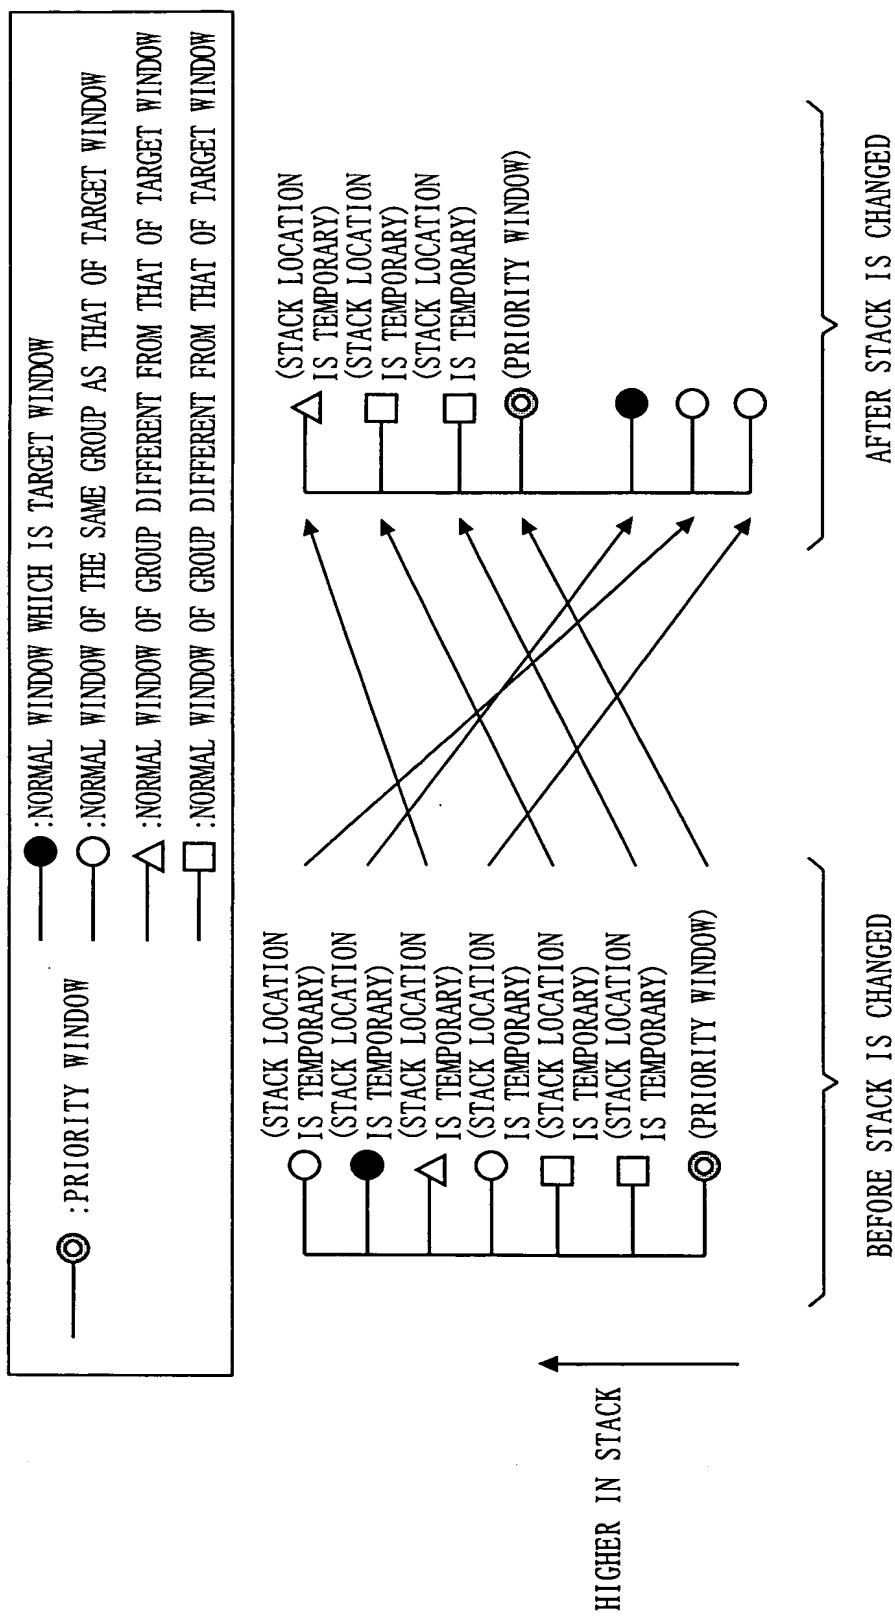 :PRIORITY WINDOW
:NORMAL WINDOW WHICH IS TARGET WINDOW
:NORMAL WINDOW OF THE SAME GROUP AS THAT OF TARGET WINDOW
:NORMAL WINDOW OF GROUP DIFFERENT FROM THAT OF TARGET WINDOW
:NORMAL WINDOW OF GROUP DIFFERENT FROM THAT OF TARGET WINDOW
HIGHER IN STACK
(STACK LOCATION
IS TEMPORARY)
(STACK LOCATION
IS TEMPORARY)
(STACK LOCATION
IS TEMPORARY)
(STACK LOCATION
IS TEMPORARY)
(STACK LOCATION
IS TEMPORARY)
(STACK LOCATION
IS TEMPORARY)
(PRIORITY WINDOW)
BEFORE STACK IS CHANGED
(STACK LOCATION
IS TEMPORARY)
(STACK LOCATION
IS TEMPORARY)
(STACK LOCATION
IS TEMPORARY)
(PRIORITY WINDOW)
AFTER STACK IS CHANGED